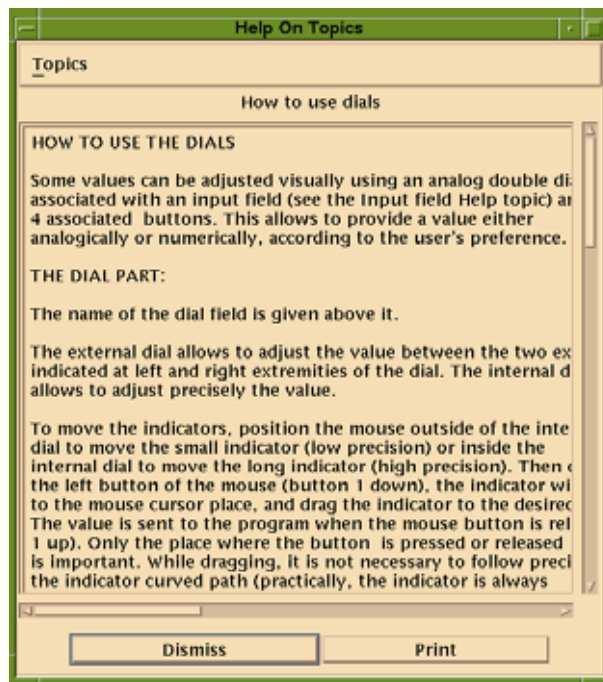 Help On Topics
Topics
How to use dials
HOW TO USE THE DIALS
Some values can be adjusted visually using an analog double
associated with an input field (see the Input field Help topic)
4 associated buttons. This allows to provide a value either
analogically or numerically, according to the user's preference.
THE DIAL PART:
The name of the dial field is given above it.
The external dial allows to adjust the value between the two
indicated at left and right extremities of the dial. The internal
allows to adjust precisely the value.
To move the indicators, position the mouse outside of the
dial to move the small indicator (low precision) or inside the
internal dial to move the long indicator (high precision). Then
the left button of the mouse (button 1 down), the indicator
to the mouse cursor place, and drag the indicator to the
The value is sent to the program when the mouse button is
1 up). Only the place where the button is pressed or released
is important. While dragging, it is not necessary to follow
the indicator curved path (practically, the indicator is always
Dismiss
Print